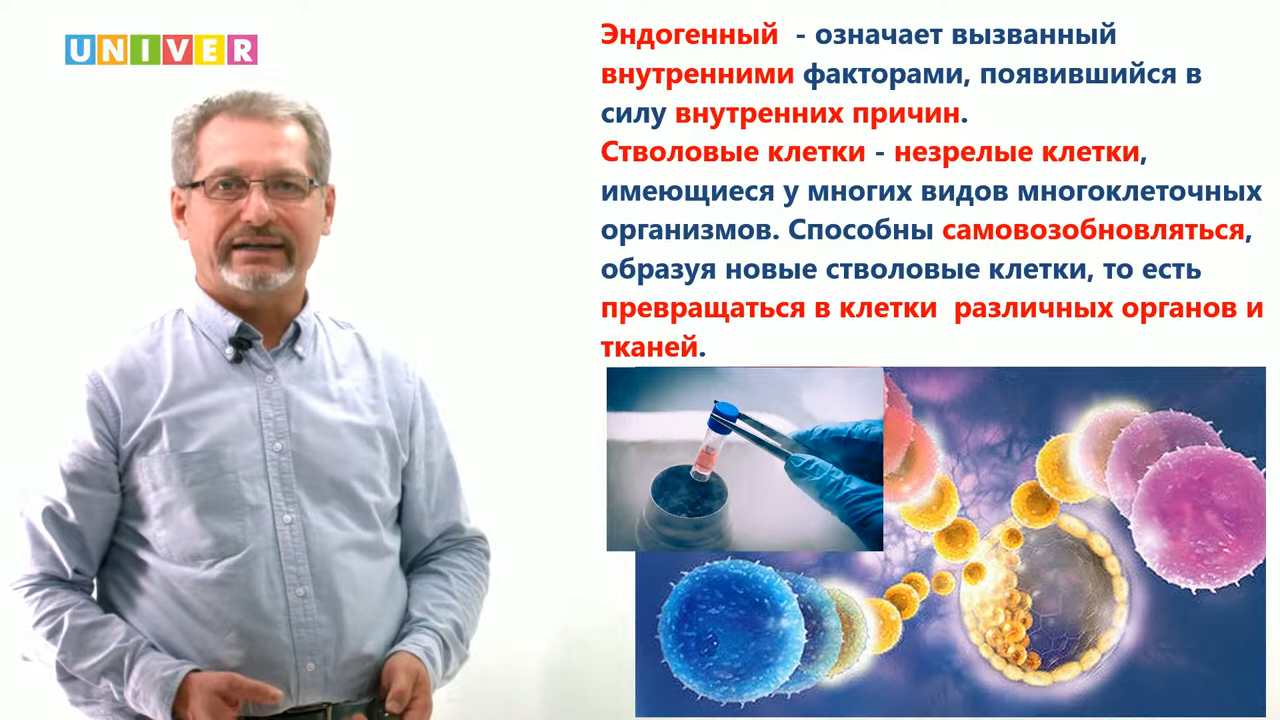 UNIVER
Эндогенный - означает вызванный
внутренними факторами, появившийся в
силу внутренних причин.
Стволовые клетки - незрелые клетки,
имеющиеся у многих видов многоклеточных
организмов. Способны самовозобновляться,
образуя новые стволовые клетки, то есть
превращаться в клетки различных органов и
тканей.